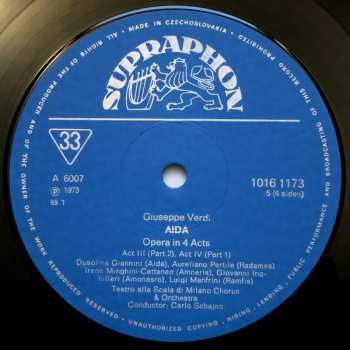 • MADE IN CZECHOSLOVAKIA •
ALL RIGHTS OF THE PRODUCER AND OF THE OWNER OF THE WORK REPRODUCED RESERVED • UNAUTHORIZED COPYING • HIRING • LENDING • PUBLIC PERFORMANCE AND BROADCASTING OF THIS RECORD PROHIBITED
SUPRAPHON
33
A 6007
1016 1173
Ⓟ 1973
5 (6 sides)
Giuseppe Verdi
AIDA
Opera in 4 Acts
Act III (Part 2), Act IV (Part 1)
Dusolina Giannini (Aida), Aureliano Pertile (Radames)
Irene Minghini-Cattaneo (Amneris), Giovanni Ing-
hilleri (Amonasro), Luigi Manfrini (Ramfis)
Teatro alla Scala di Milano Chorus
& Orchestra
Conductor: Carlo Sabajno